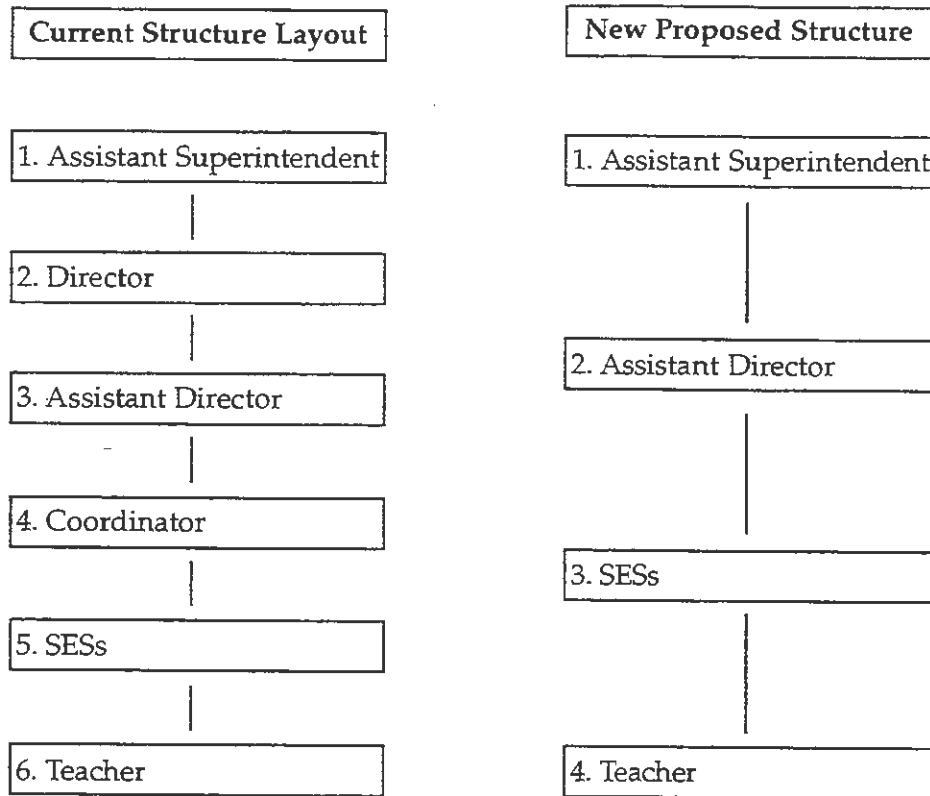 Current Structure Layout
1. Assistant Superintendent
2. Director
3. Assistant Director
4. Coordinator
5. SESs
6. Teacher
New Proposed Structure
1. Assistant Superintendent
2. Assistant Director
3. SESs
4. Teacher